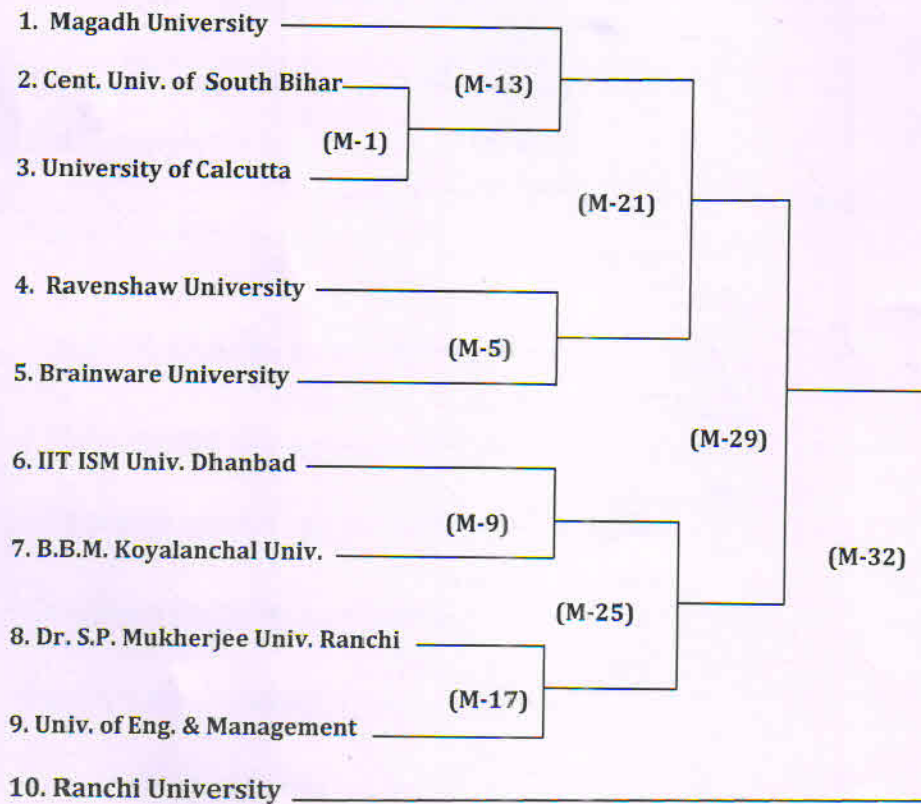 1. Magadh University
2. Cent. Univ. of South Bihar
(M-13)
(M-1)
3. University of Calcutta
(M-21)
4. Ravenshaw University
(M-5)
5. Brainware University
(M-29)
6. IIT ISM Univ. Dhanbad
(M-9)
7. B.B.M. Koyalanchal Univ.
(M-32)
(M-25)
8. Dr. S.P. Mukherjee Univ. Ranchi
(M-17)
9. Univ. of Eng. & Management
10. Ranchi University